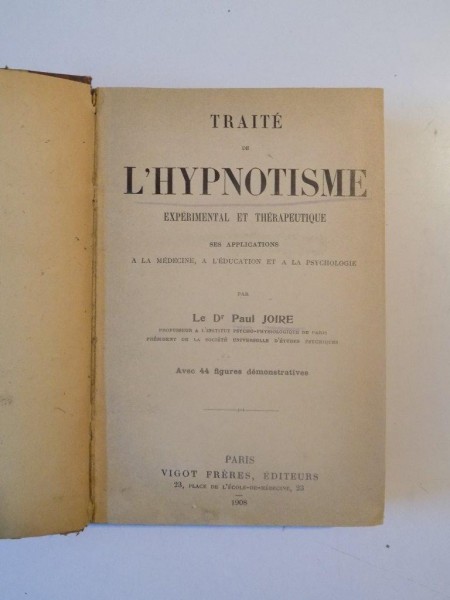 TRAITÉ
DE
L'HYPNOTISME
EXPÉRIMENTAL ET THÉRAPEUTIQUE
SES APPLICATIONS
A LA MÉDECINE, A L'ÉDUCATION ET A LA PSYCHOLOGIE
PAR
Le Dr Paul JOIRE
PROFESSEUR A L'INSTITUT PSYCHO-PHYSIOLOGIQUE DE PARIS
PRÉSIDENT DE LA SOCIÉTÉ UNIVERSELLE D'ÉTUDES PSYCHIQUES
Avec 44 figures démonstratives
PARIS
VIGOT FRÈRES, ÉDITEURS
23, PLACE DE L'ÉCOLE-DE-MÉDECINE, 23
1908